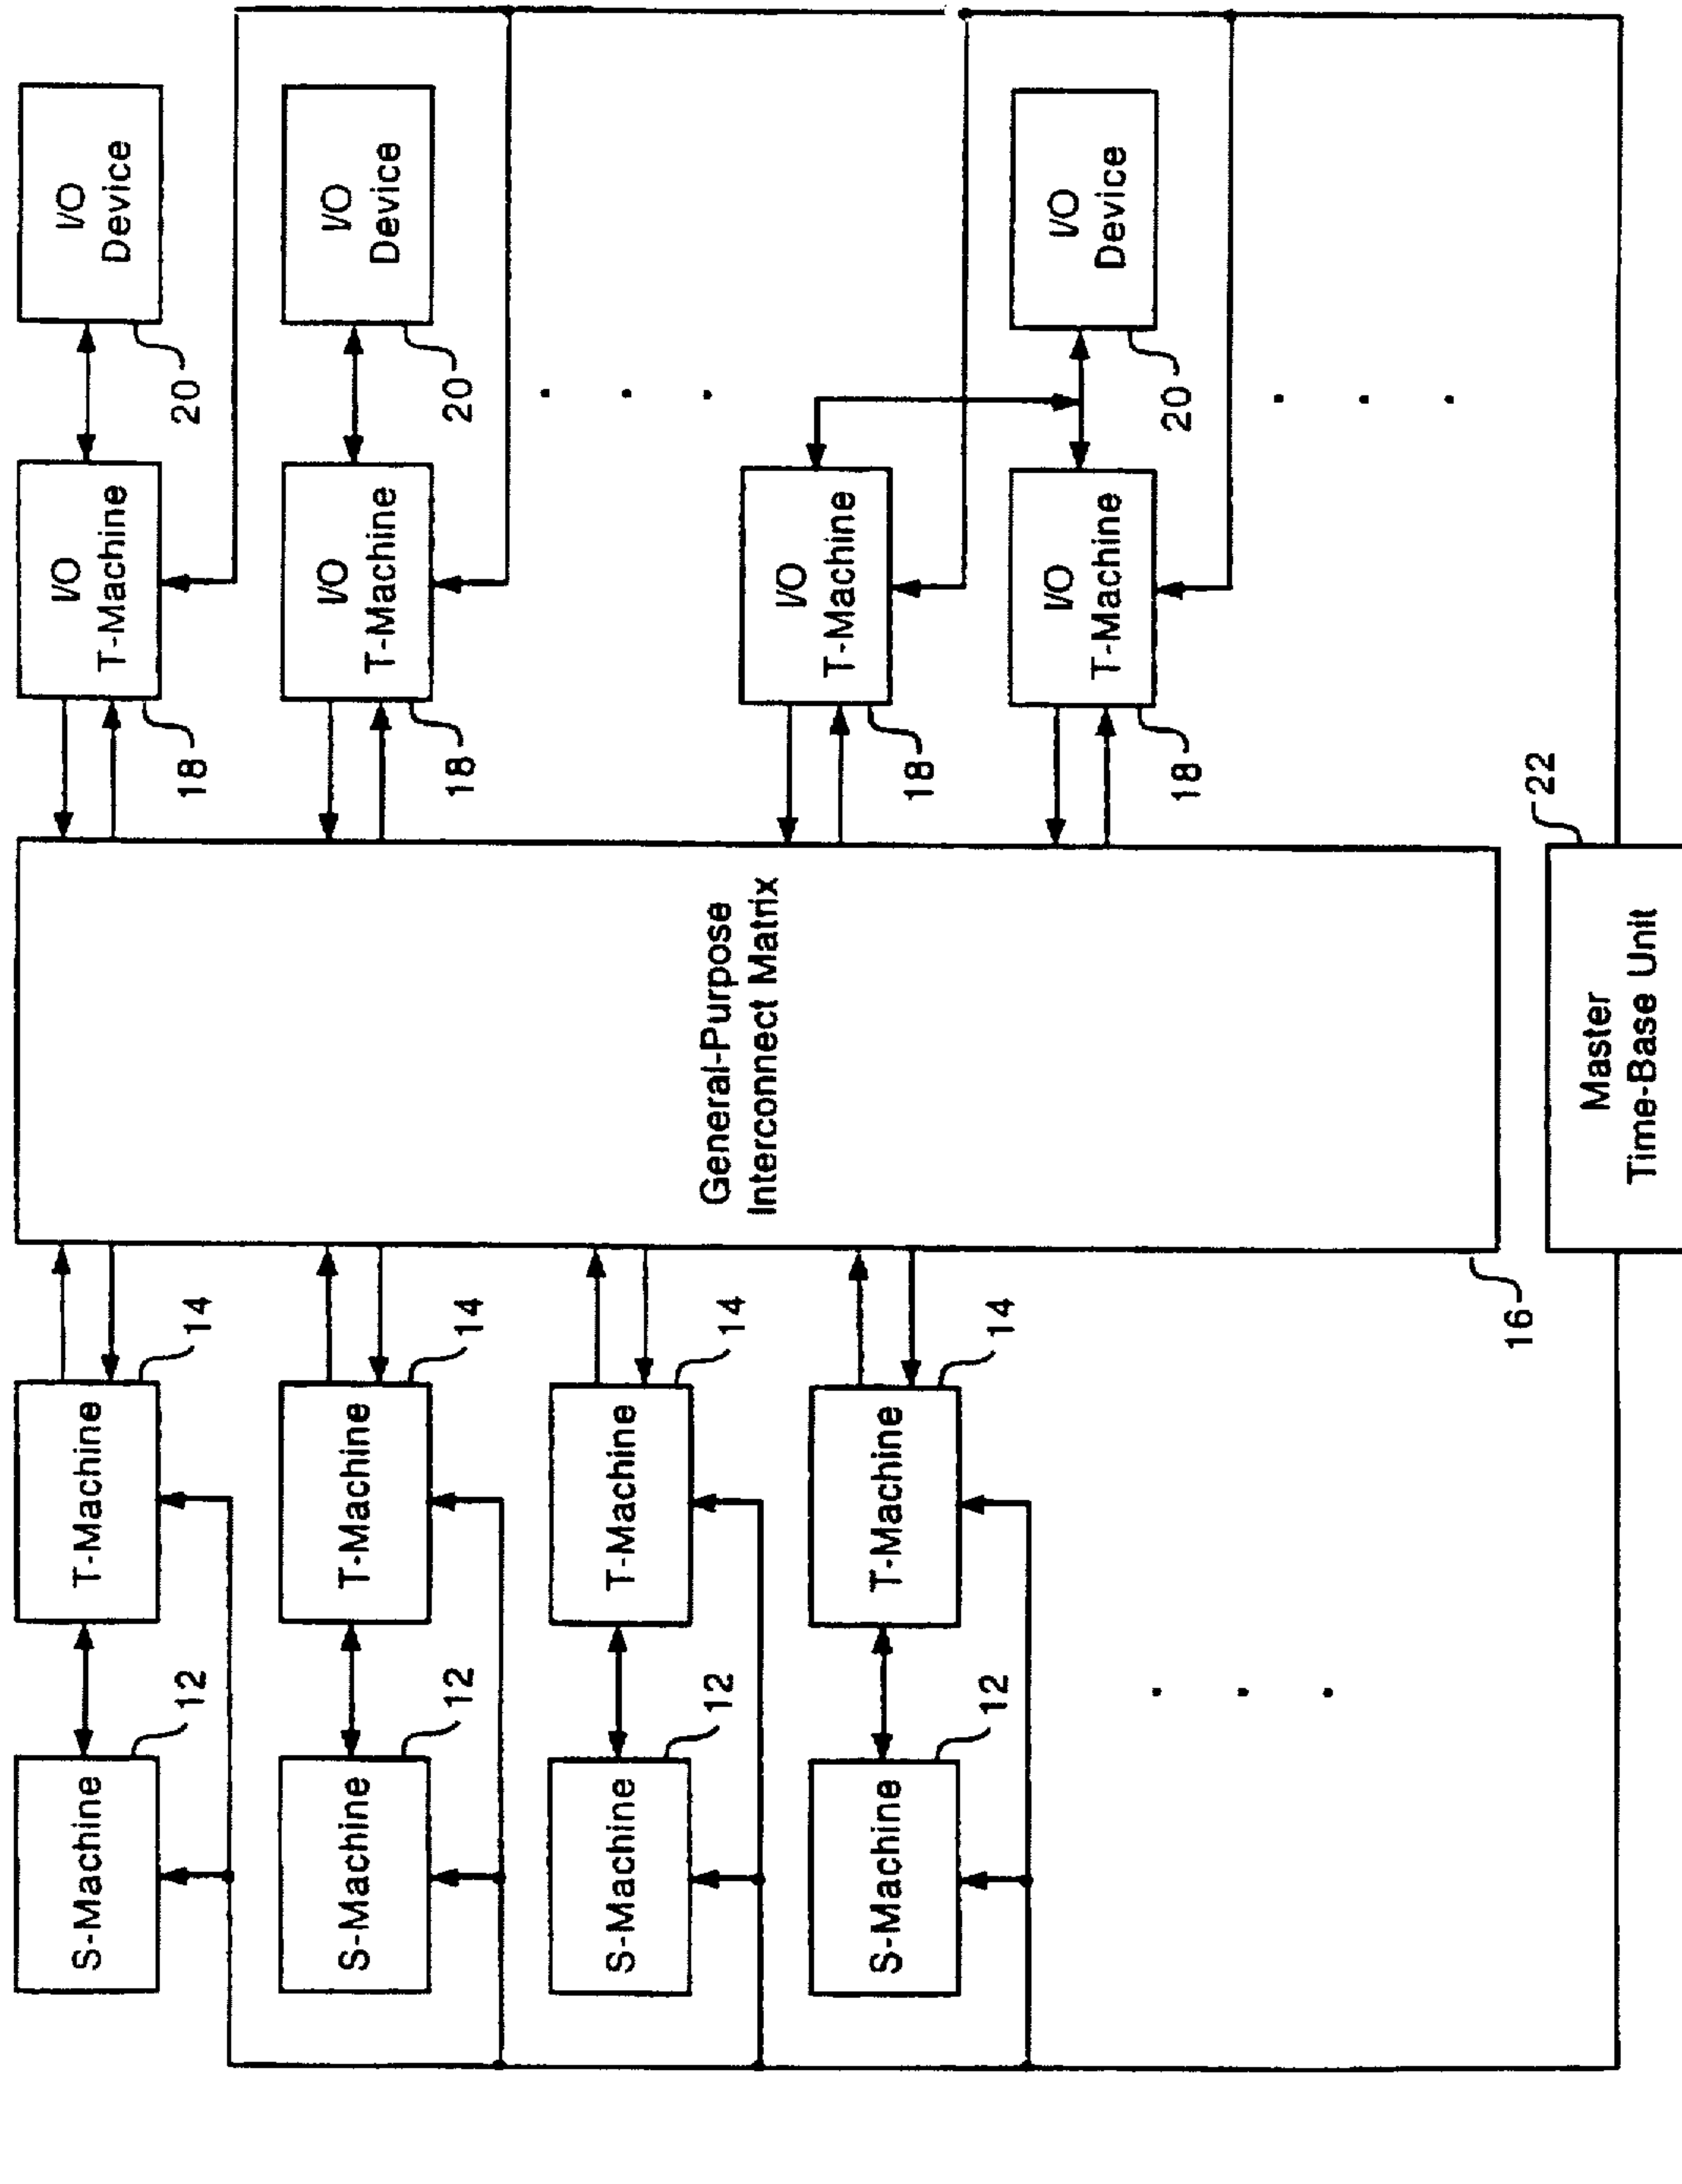 S-Machine
12
T-Machine
14
S-Machine
12
T-Machine
14
S-Machine
12
T-Machine
14
S-Machine
12
T-Machine
14
General-Purpose
Interconnect Matrix
16
Master
Time-Base Unit
22
I/O
T-Machine
18
I/O
Device
20
I/O
T-Machine
18
I/O
Device
20
I/O
T-Machine
18
I/O
T-Machine
18
I/O
Device
20